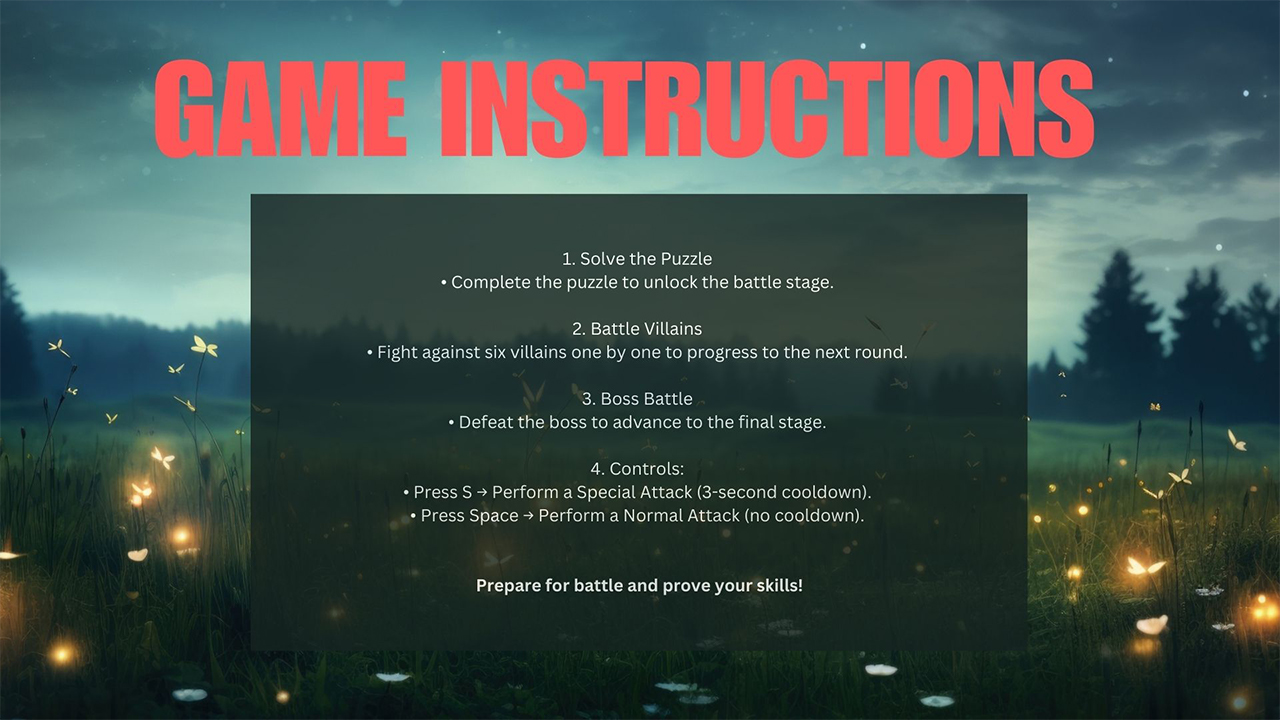 GAME INSTRUCTIONS
1. Solve the Puzzle
• Complete the puzzle to unlock the battle stage.
2. Battle Villains
• Fight against six villains one by one to progress to the next round.
3. Boss Battle
• Defeat the boss to advance to the final stage.
4. Controls:
• Press S → Perform a Special Attack (3-second cooldown).
• Press Space → Perform a Normal Attack (no cooldown).
Prepare for battle and prove your skills!